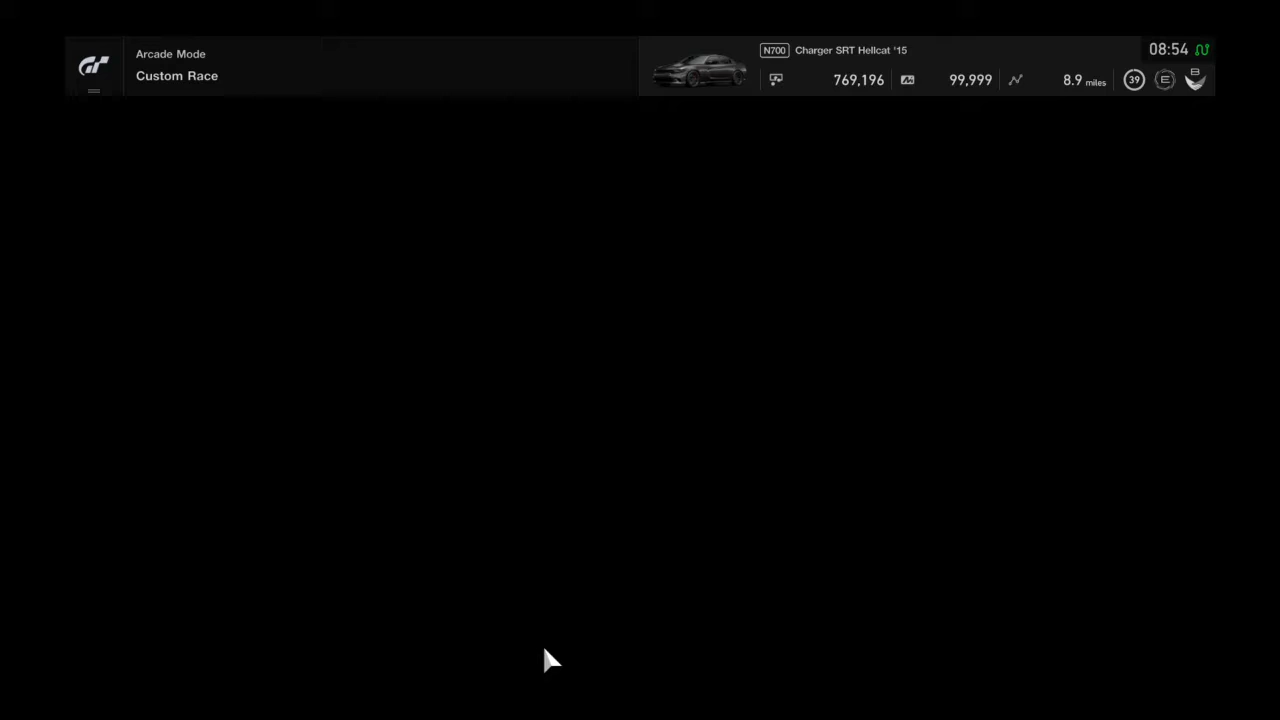 Arcade Mode
Custom Race
N700 Charger SRT Hellcat '15
08:54
769,196 99,999 8.9 miles 39 E B